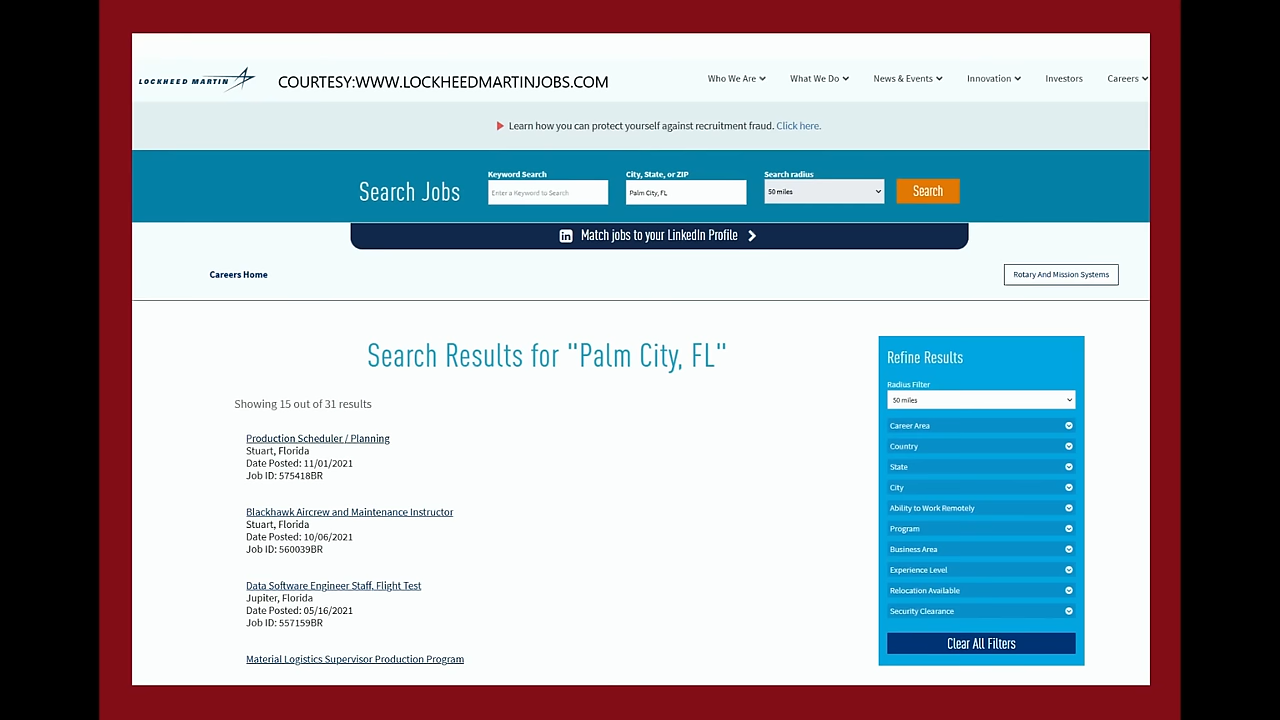 LOCKHEED MARTIN
COURTESY:WWW.LOCKHEEDMARTINJOBS.COM
Who We Are
What We Do
News & Events
Innovation
Investors
Careers
Learn how you can protect yourself against recruitment fraud. Click here.
Search Jobs
Keyword Search
Enter a Keyword to Search
City, State, or ZIP
Palm City, FL
Search radius
50 miles
Search
in Match jobs to your LinkedIn Profile
Careers Home
Rotary And Mission Systems
Search Results for "Palm City, FL"
Showing 15 out of 31 results
Production Scheduler / Planning
Stuart, Florida
Date Posted: 11/01/2021
Job ID: 575418BR
Blackhawk Aircrew and Maintenance Instructor
Stuart, Florida
Date Posted: 10/06/2021
Job ID: 560039BR
Data Software Engineer Staff, Flight Test
Jupiter, Florida
Date Posted: 05/16/2021
Job ID: 557159BR
Material Logistics Supervisor Production Program
Refine Results
Radius Filter
50 miles
Career Area
Country
State
City
Ability to Work Remotely
Program
Business Area
Experience Level
Relocation Available
Security Clearance
Clear All Filters